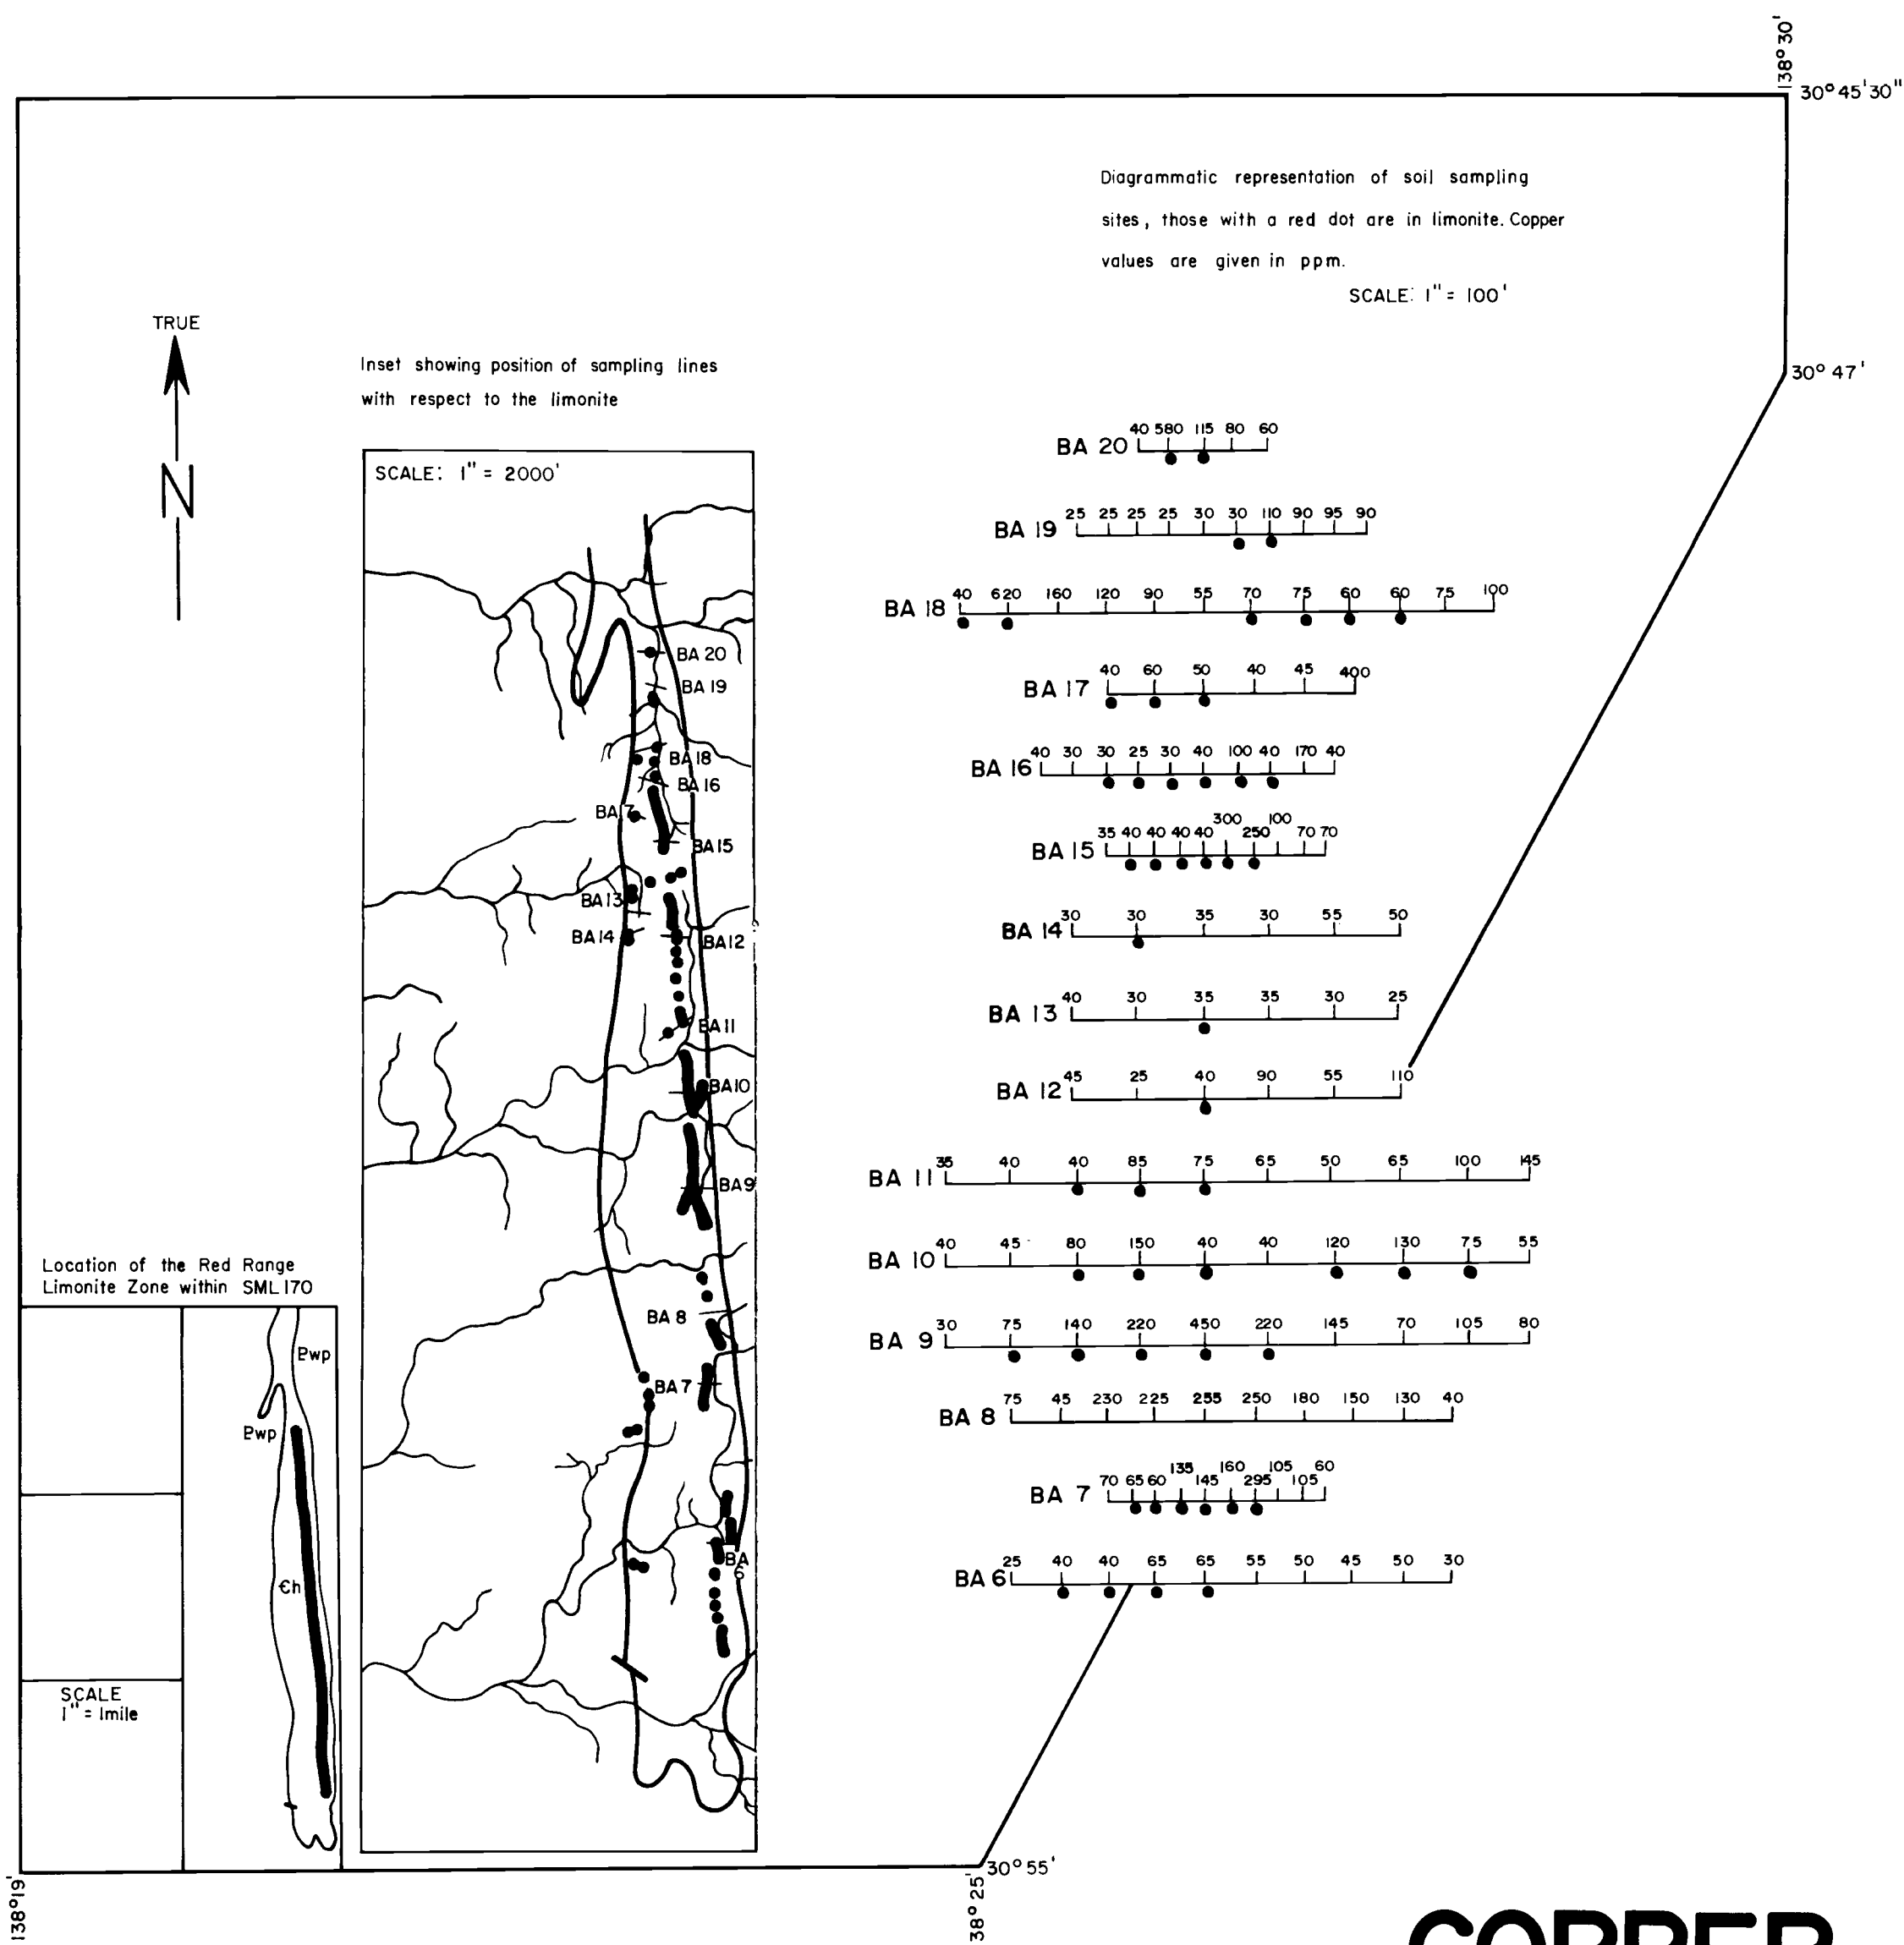 138° 30'
30° 45' 30"
Diagrammatic representation of soil sampling
sites, those with a red dot are in limonite. Copper
values are given in ppm.
SCALE: 1" = 100'
TRUE
N
30° 47'
Inset showing position of sampling lines
with respect to the limonite
SCALE: 1" = 2000'
BA 20
BA 19
BA 18
BA 16
BA 17
BA 15
BA 13
BA 14
BA 12
BA 11
BA 10
BA 9
BA 8
BA 7
BA
6
BA 20 40 580 115 80 60
BA 19 25 25 25 25 30 30 110 90 95 90
BA 18 40 620 160 120 90 55 70 75 60 60 75 100
BA 17 40 60 50 40 45 400
BA 16 40 30 30 25 30 40 100 40 170 40
BA 15 35 40 40 40 40 300 250 100 70 70
BA 14 30 30 35 30 55 50
BA 13 40 30 35 35 30 25
BA 12 45 25 40 90 55 110
BA 11 35 40 40 85 75 65 50 65 100 145
BA 10 40 45 80 150 40 40 120 130 75 55
BA 9 30 75 140 220 450 220 145 70 105 80
BA 8 75 45 230 225 255 250 180 150 130 40
BA 7 70 65 60 135 145 160 295 105 105 60
BA 6 25 40 40 65 65 55 50 45 50 30
Location of the Red Range
Limonite Zone within SML 170
Pwp
Pwp
Єh
SCALE
1" = 1mile
30° 55'
138° 19'
38° 25'
COPPER